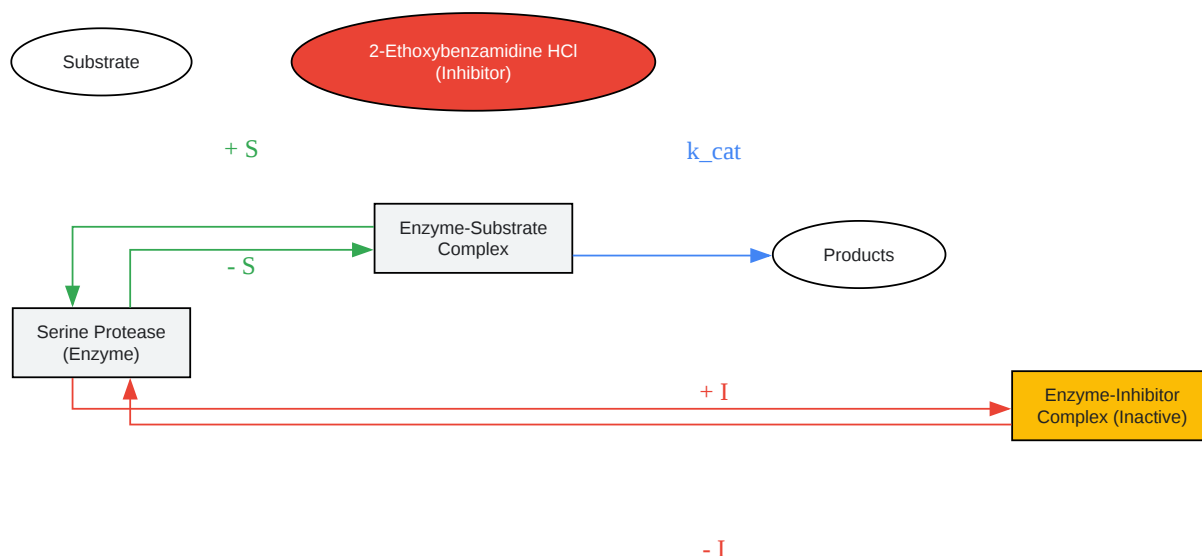 Substrate
2-Ethoxybenzamidine HCl
(Inhibitor)
+ S
k_cat
Enzyme-Substrate
Complex
- S
Products
Serine Protease
(Enzyme)
+ I
Enzyme-Inhibitor
Complex (Inactive)
- I